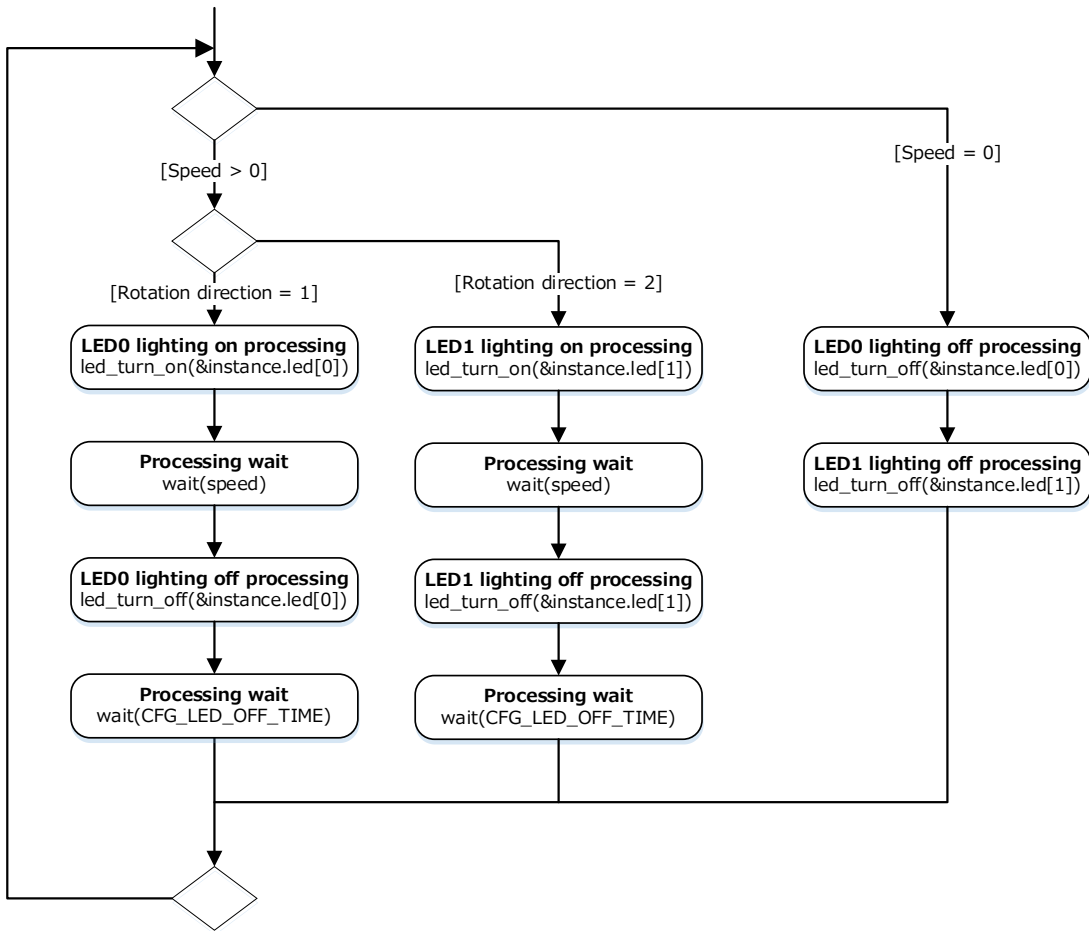 [Speed > 0]
[Speed = 0]
[Rotation direction = 1]
[Rotation direction = 2]
LED0 lighting on processing
led_turn_on(&instance.led[0])
Processing wait
wait(speed)
LED0 lighting off processing
led_turn_off(&instance.led[0])
Processing wait
wait(CFG_LED_OFF_TIME)
LED1 lighting on processing
led_turn_on(&instance.led[1])
Processing wait
wait(speed)
LED1 lighting off processing
led_turn_off(&instance.led[1])
Processing wait
wait(CFG_LED_OFF_TIME)
LED0 lighting off processing
led_turn_off(&instance.led[0])
LED1 lighting off processing
led_turn_off(&instance.led[1])